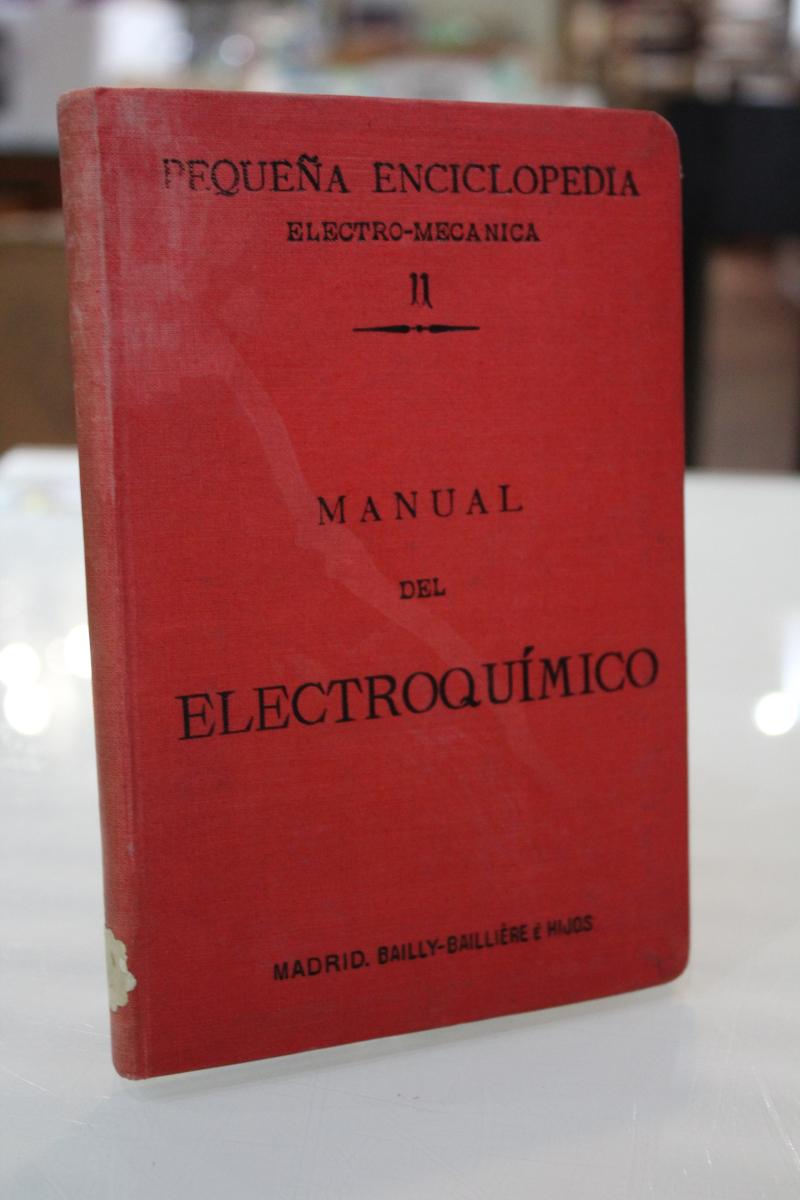 PEQUEÑA ENCICLOPEDIA
ELECTRO-MECANICA
11
MANUAL
DEL
ELECTROQUÍMICO
MADRID. BAILLY-BAILLIÈRE é HIJOS